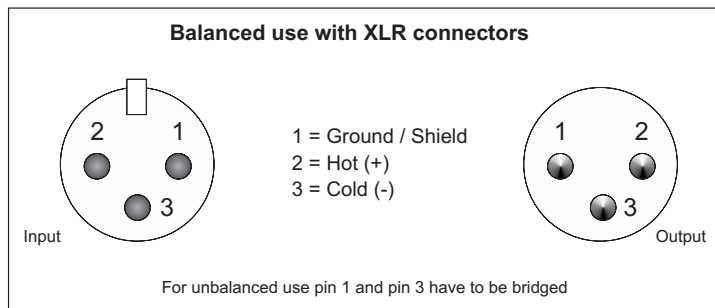 Balanced use with XLR connectors
2
1
3
Input
1 = Ground / Shield
2 = Hot (+)
3 = Cold (-)
1
2
3
Output
For unbalanced use pin 1 and pin 3 have to be bridged